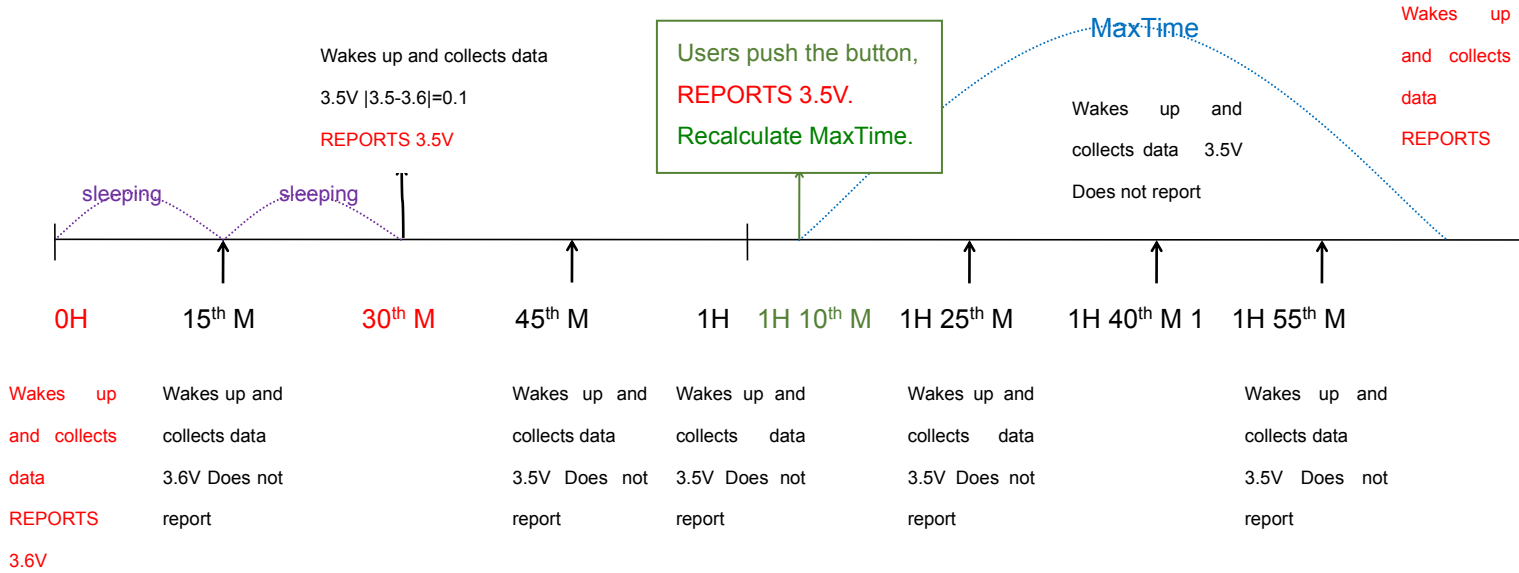 Wakes up and collects data
3.5V |3.5-3.6|=0.1
REPORTS 3.5V
Users push the button,
REPORTS 3.5V.
Recalculate MaxTime.
MaxTime
Wakes up and
collects data 3.5V
Does not report
Wakes up
and collects
data
REPORTS
sleeping
sleeping
0H
15th M
30th M
45th M
1H
1H 10th M
1H 25th M
1H 40th M 1
1H 55th M
Wakes up
and collects
data
REPORTS
3.6V
Wakes up and
collects data
3.6V Does not
report
Wakes up and
collects data
3.5V Does not
report
Wakes up and
collects data
3.5V Does not
report
Wakes up and
collects data
3.5V Does not
report
Wakes up and
collects data
3.5V Does not
report